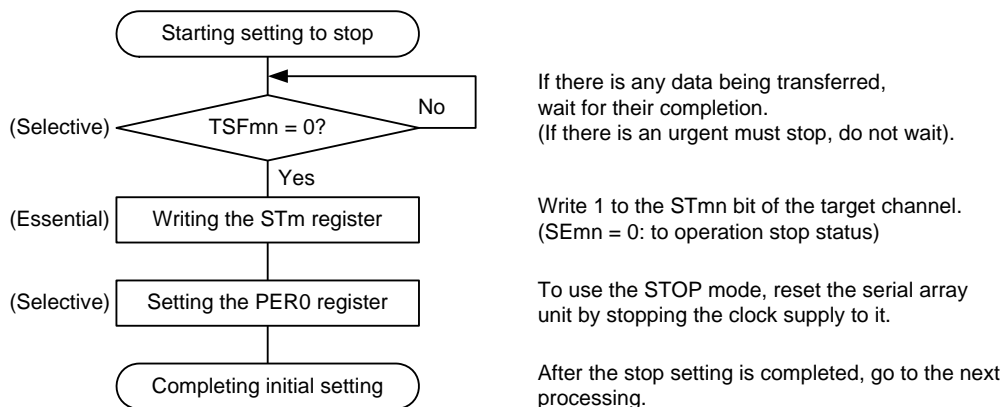 Starting setting to stop
No
If there is any data being transferred,
wait for their completion.
(If there is an urgent must stop, do not wait).
(Selective)
TSFmn = 0?
Yes
(Essential)
Writing the STm register
Write 1 to the STmn bit of the target channel.
(SEmn = 0: to operation stop status)
(Selective)
Setting the PER0 register
To use the STOP mode, reset the serial array
unit by stopping the clock supply to it.
Completing initial setting
After the stop setting is completed, go to the next
processing.